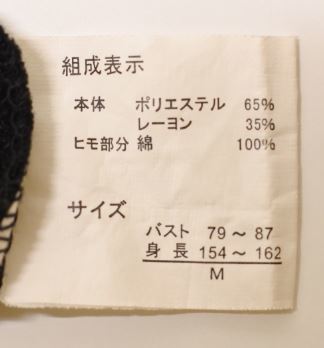 組成表示
本体 ポリエステル 65%
レーヨン 35%
ヒモ部分 綿 100%
サイズ
バスト 79～87
身長 154～162
M